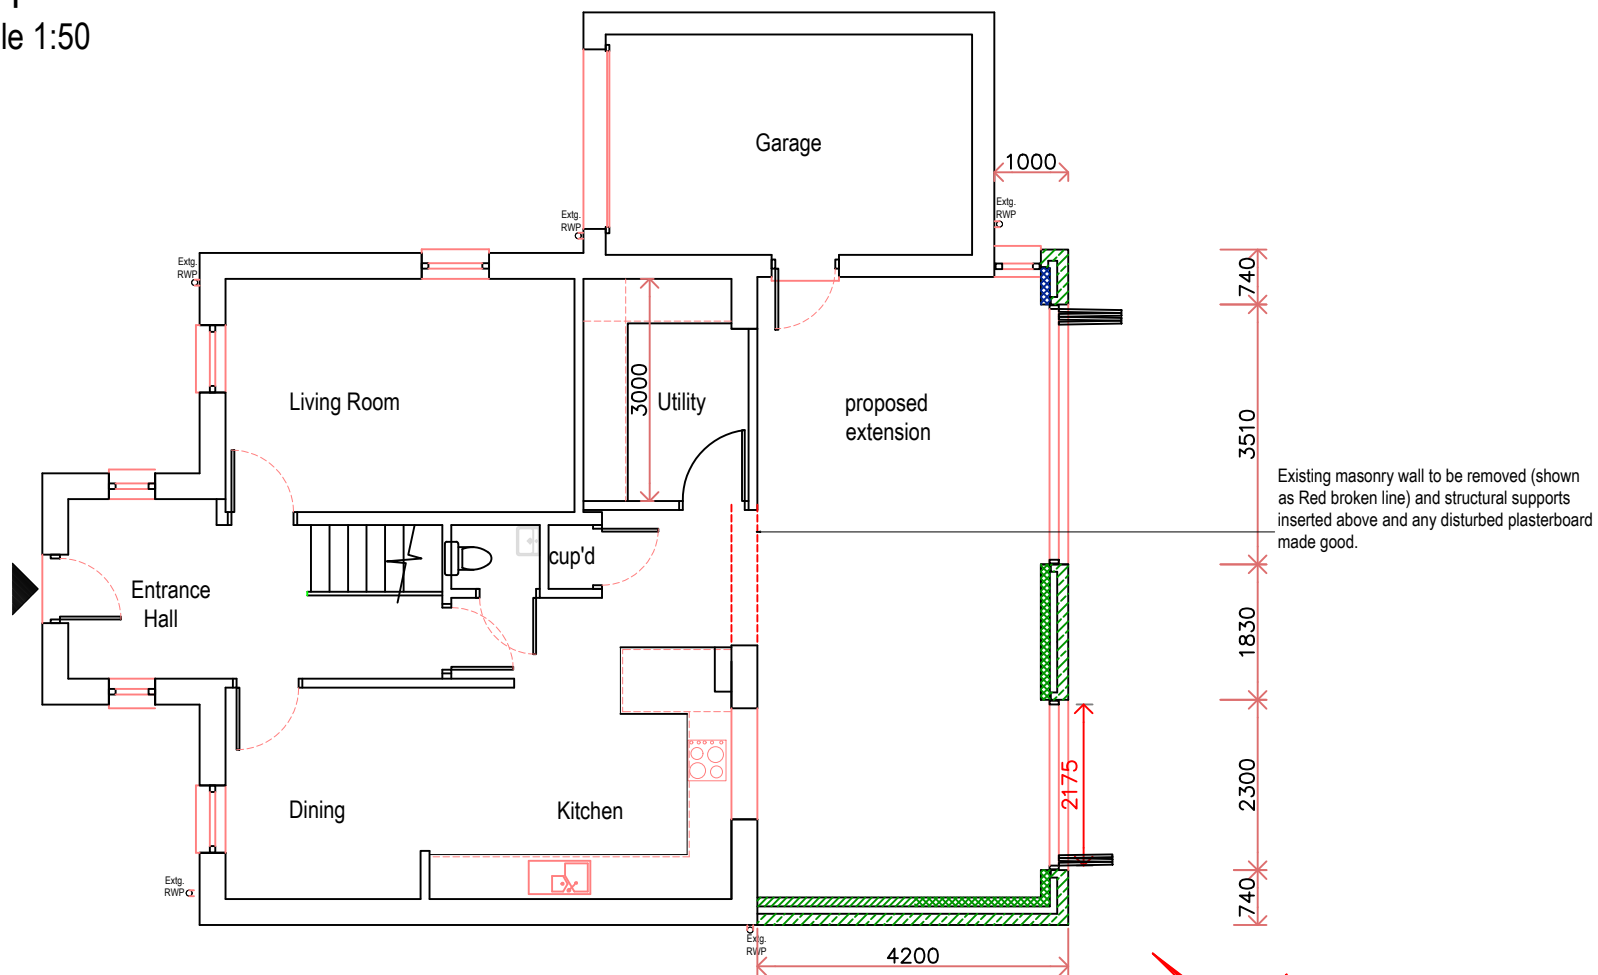 le 1:50
Garage
1000
Extg.
RWP
Extg.
RWP
Extg.
RWP
740
3510
3000
Living Room
Utility
proposed
extension
Existing masonry wall to be removed (shown
as Red broken line) and structural supports
inserted above and any disturbed plasterboard
made good.
cup'd
Entrance
Hall
1830
2175
2300
Dining
Kitchen
Extg.
RWP
740
Extg.
RWP
4200